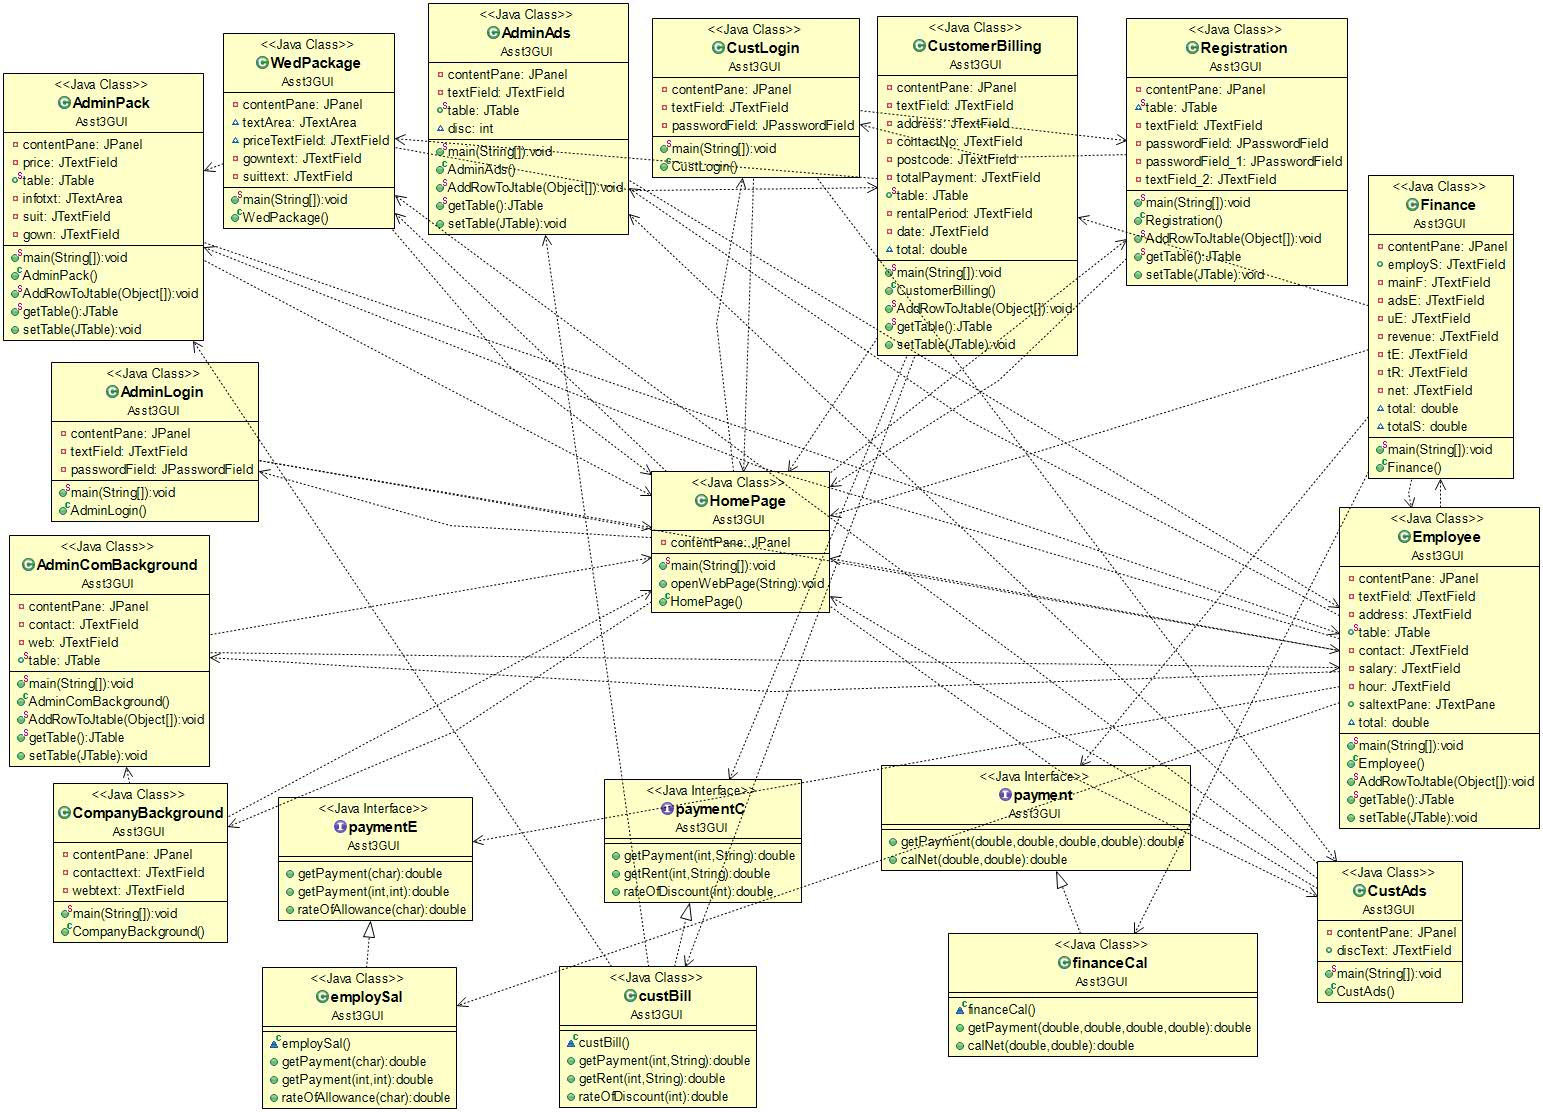 <<Java Class>>
AdminPack
Asst3GUI
contentPane: JPanel
price: JTextField
table: JTable
infotxt: JTextArea
suit: JTextField
gown: JTextField
main(String[]):void
AdminPack()
AddRowToJtable(Object[]):void
getTable():JTable
setTable(JTable):void
<<Java Class>>
WedPackage
Asst3GUI
contentPane: JPanel
textArea: JTextArea
priceTextField: JTextField
gowntext: JTextField
suittext: JTextField
main(String[]):void
WedPackage()
<<Java Class>>
AdminAds
Asst3GUI
contentPane: JPanel
textField: JTextField
table: JTable
disc: int
main(String[]):void
AdminAds()
AddRowToJtable(Object[]):void
getTable():JTable
setTable(JTable):void
<<Java Class>>
CustLogin
Asst3GUI
contentPane: JPanel
textField: JTextField
passwordField: JPasswordField
main(String[]):void
CustLogin()
<<Java Class>>
CustomerBilling
Asst3GUI
contentPane: JPanel
textField: JTextField
address: JTextField
contactNo: JTextField
postcode: JTextField
totalPayment: JTextField
table: JTable
rentalPeriod: JTextField
date: JTextField
total: double
main(String[]):void
CustomerBilling()
AddRowToJtable(Object[]):void
getTable():JTable
setTable(JTable):void
<<Java Class>>
Registration
Asst3GUI
contentPane: JPanel
table: JTable
textField: JTextField
passwordField: JPasswordField
passwordField_1: JPasswordField
textField_2: JTextField
main(String[]):void
Registration()
AddRowToJtable(Object[]):void
getTable():JTable
setTable(JTable):void
<<Java Class>>
Finance
Asst3GUI
contentPane: JPanel
employS: JTextField
mainF: JTextField
adsE: JTextField
uE: JTextField
revenue: JTextField
tE: JTextField
tR: JTextField
net: JTextField
total: double
totalS: double
main(String[]):void
Finance()
<<Java Class>>
AdminLogin
Asst3GUI
contentPane: JPanel
textField: JTextField
passwordField: JPasswordField
main(String[]):void
AdminLogin()
<<Java Class>>
HomePage
Asst3GUI
contentPane: JPanel
main(String[]):void
openWebPage(String):void
HomePage()
<<Java Class>>
Employee
Asst3GUI
contentPane: JPanel
textField: JTextField
address: JTextField
table: JTable
contact: JTextField
salary: JTextField
hour: JTextField
saltextPane: JTextPane
total: double
main(String[]):void
Employee()
AddRowToJtable(Object[]):void
getTable():JTable
setTable(JTable):void
<<Java Class>>
AdminComBackground
Asst3GUI
contentPane: JPanel
contact: JTextField
web: JTextField
table: JTable
main(String[]):void
AdminComBackground()
AddRowToJtable(Object[]):void
getTable():JTable
setTable(JTable):void
<<Java Class>>
CompanyBackground
Asst3GUI
contentPane: JPanel
contacttext: JTextField
webtext: JTextField
main(String[]):void
CompanyBackground()
<<Java Interface>>
paymentE
Asst3GUI
getPayment(char):double
getPayment(int,int):double
rateOfAllowance(char):double
<<Java Interface>>
paymentC
Asst3GUI
getPayment(int,String):double
getRent(int,String):double
rateOfDiscount(int):double
<<Java Interface>>
payment
Asst3GUI
getPayment(double,double,double,double):double
calNet(double,double):double
<<Java Class>>
CustAds
Asst3GUI
contentPane: JPanel
discText: JTextField
main(String[]):void
CustAds()
<<Java Class>>
employSal
Asst3GUI
employSal()
getPayment(char):double
getPayment(int,int):double
rateOfAllowance(char):double
<<Java Class>>
custBill
Asst3GUI
custBill()
getPayment(int,String):double
getRent(int,String):double
rateOfDiscount(int):double
<<Java Class>>
financeCal
Asst3GUI
financeCal()
getPayment(double,double,double,double):double
calNet(double,double):double